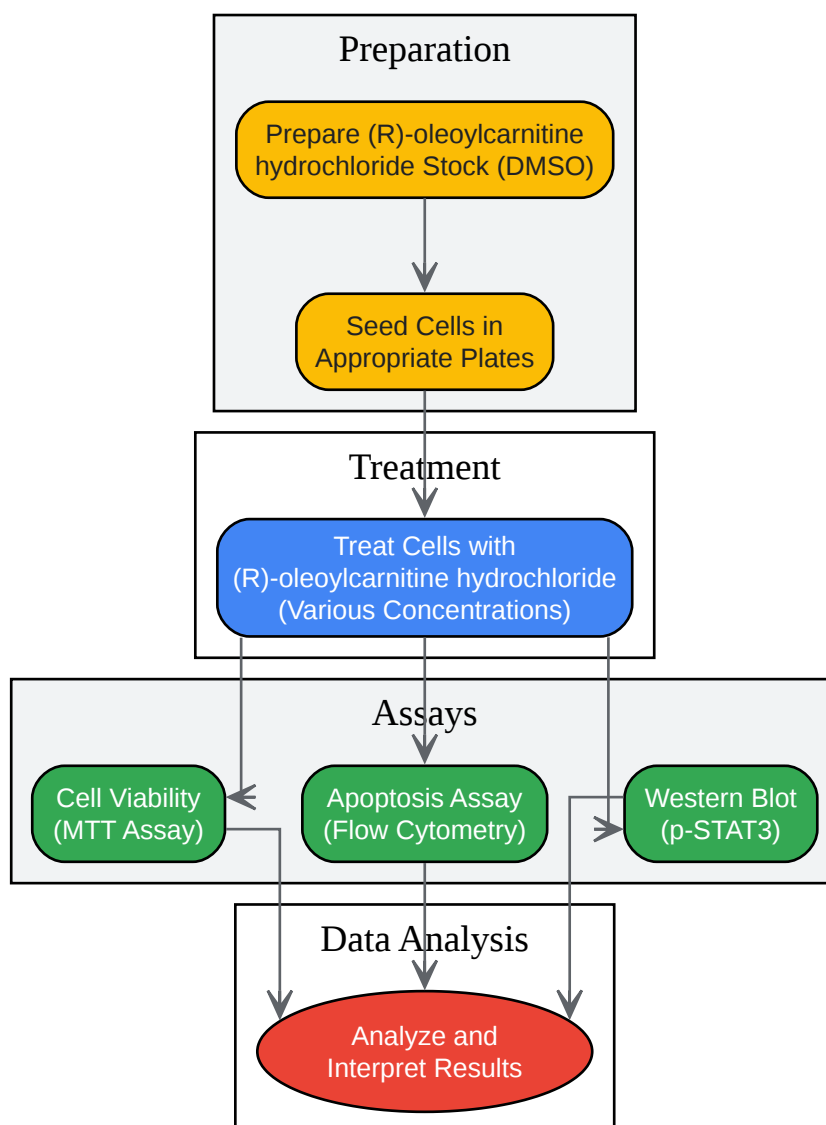 Preparation
Prepare (R)-oleoylcarnitine
hydrochloride Stock (DMSO)
Seed Cells in
Appropriate Plates
Treatment
Treat Cells with
(R)-oleoylcarnitine hydrochloride
(Various Concentrations)
Assays
Cell Viability
(MTT Assay)
Apoptosis Assay
(Flow Cytometry)
Western Blot
(p-STAT3)
Data Analysis
Analyze and
Interpret Results